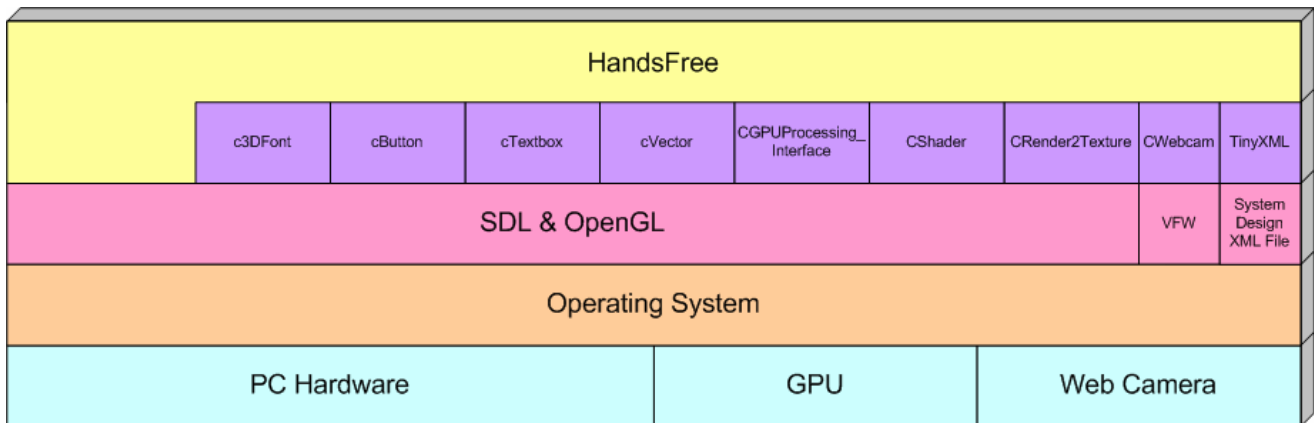 HandsFree
c3DFont
cButton
cTextbox
cVector
CGPUProcessing_
Interface
CShader
CRender2Texture
CWebcam
TinyXML
SDL & OpenGL
VFW
System
Design
XML File
Operating System
PC Hardware
GPU
Web Camera